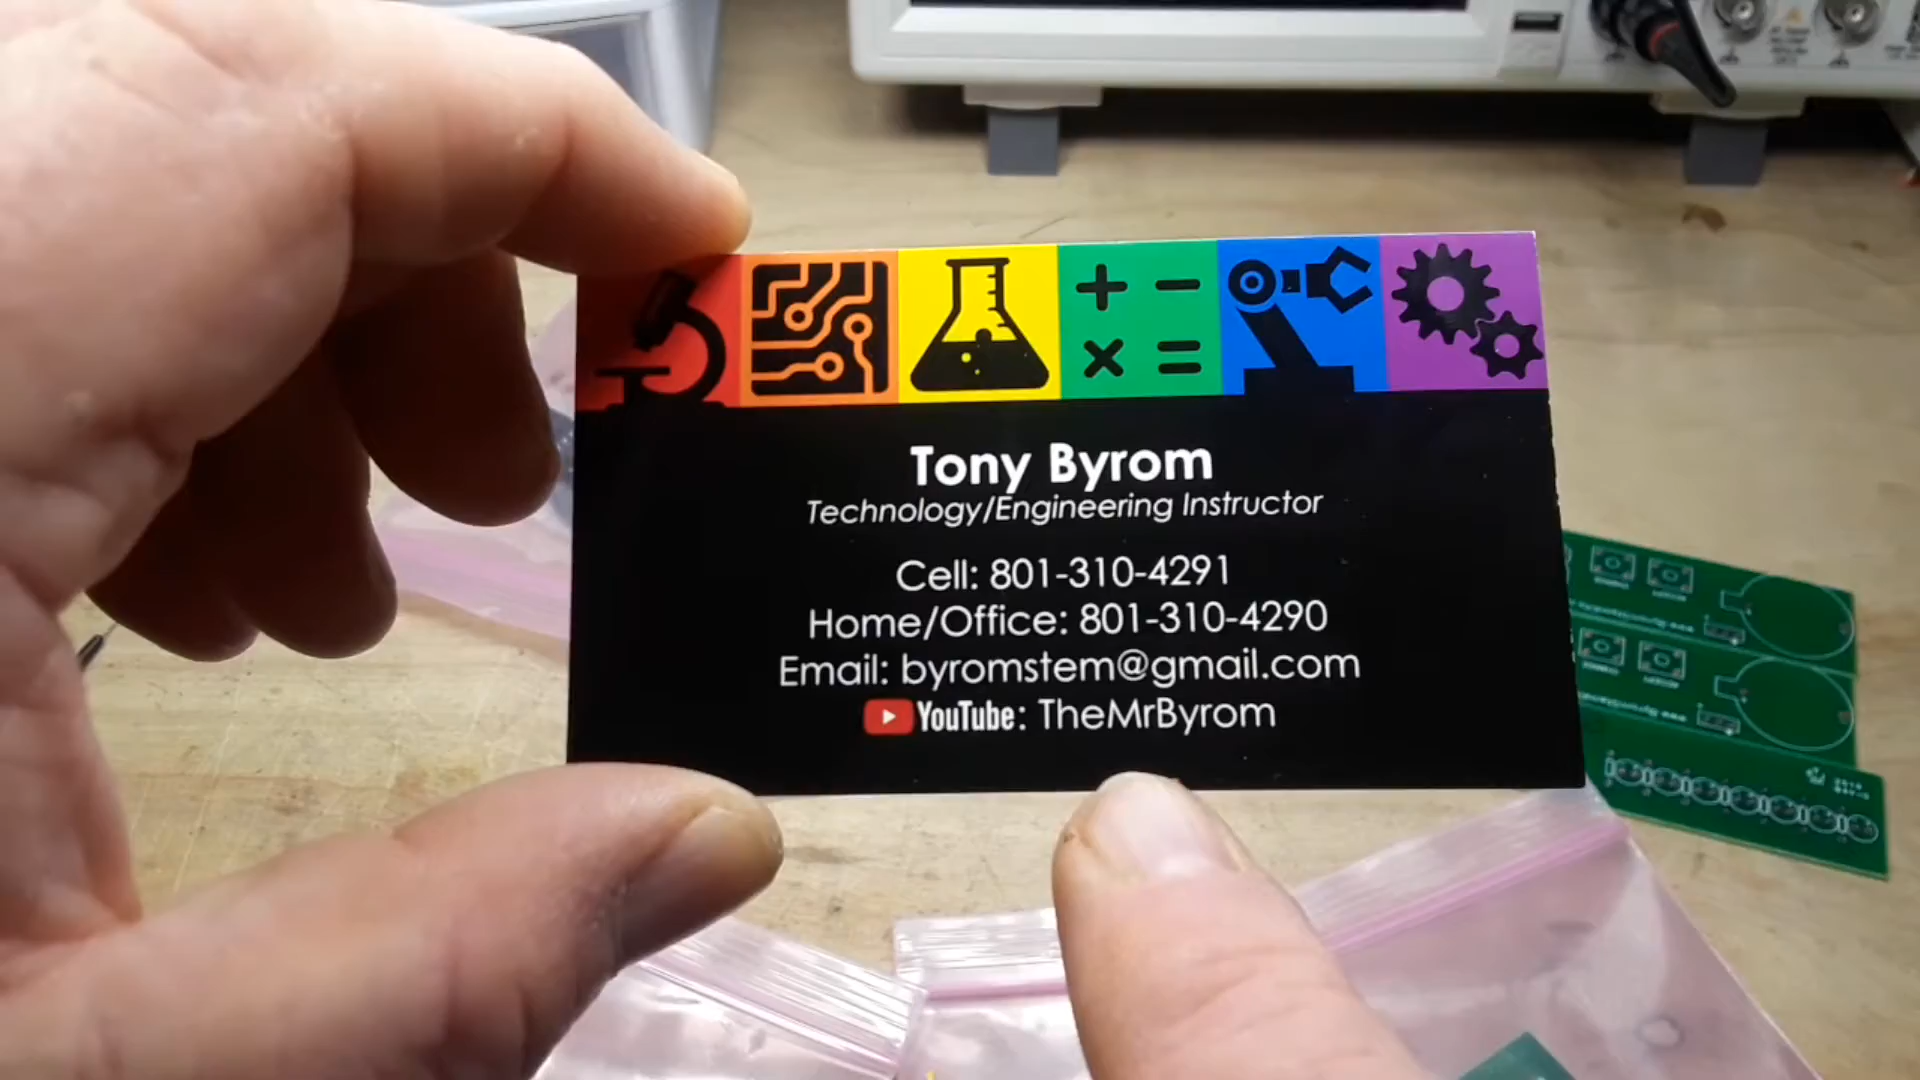 Tony Byrom
Technology/Engineering Instructor
Cell: 801-310-4291
Home/Office: 801-310-4290
Email: byromstem@gmail.com
YouTube: TheMrByrom